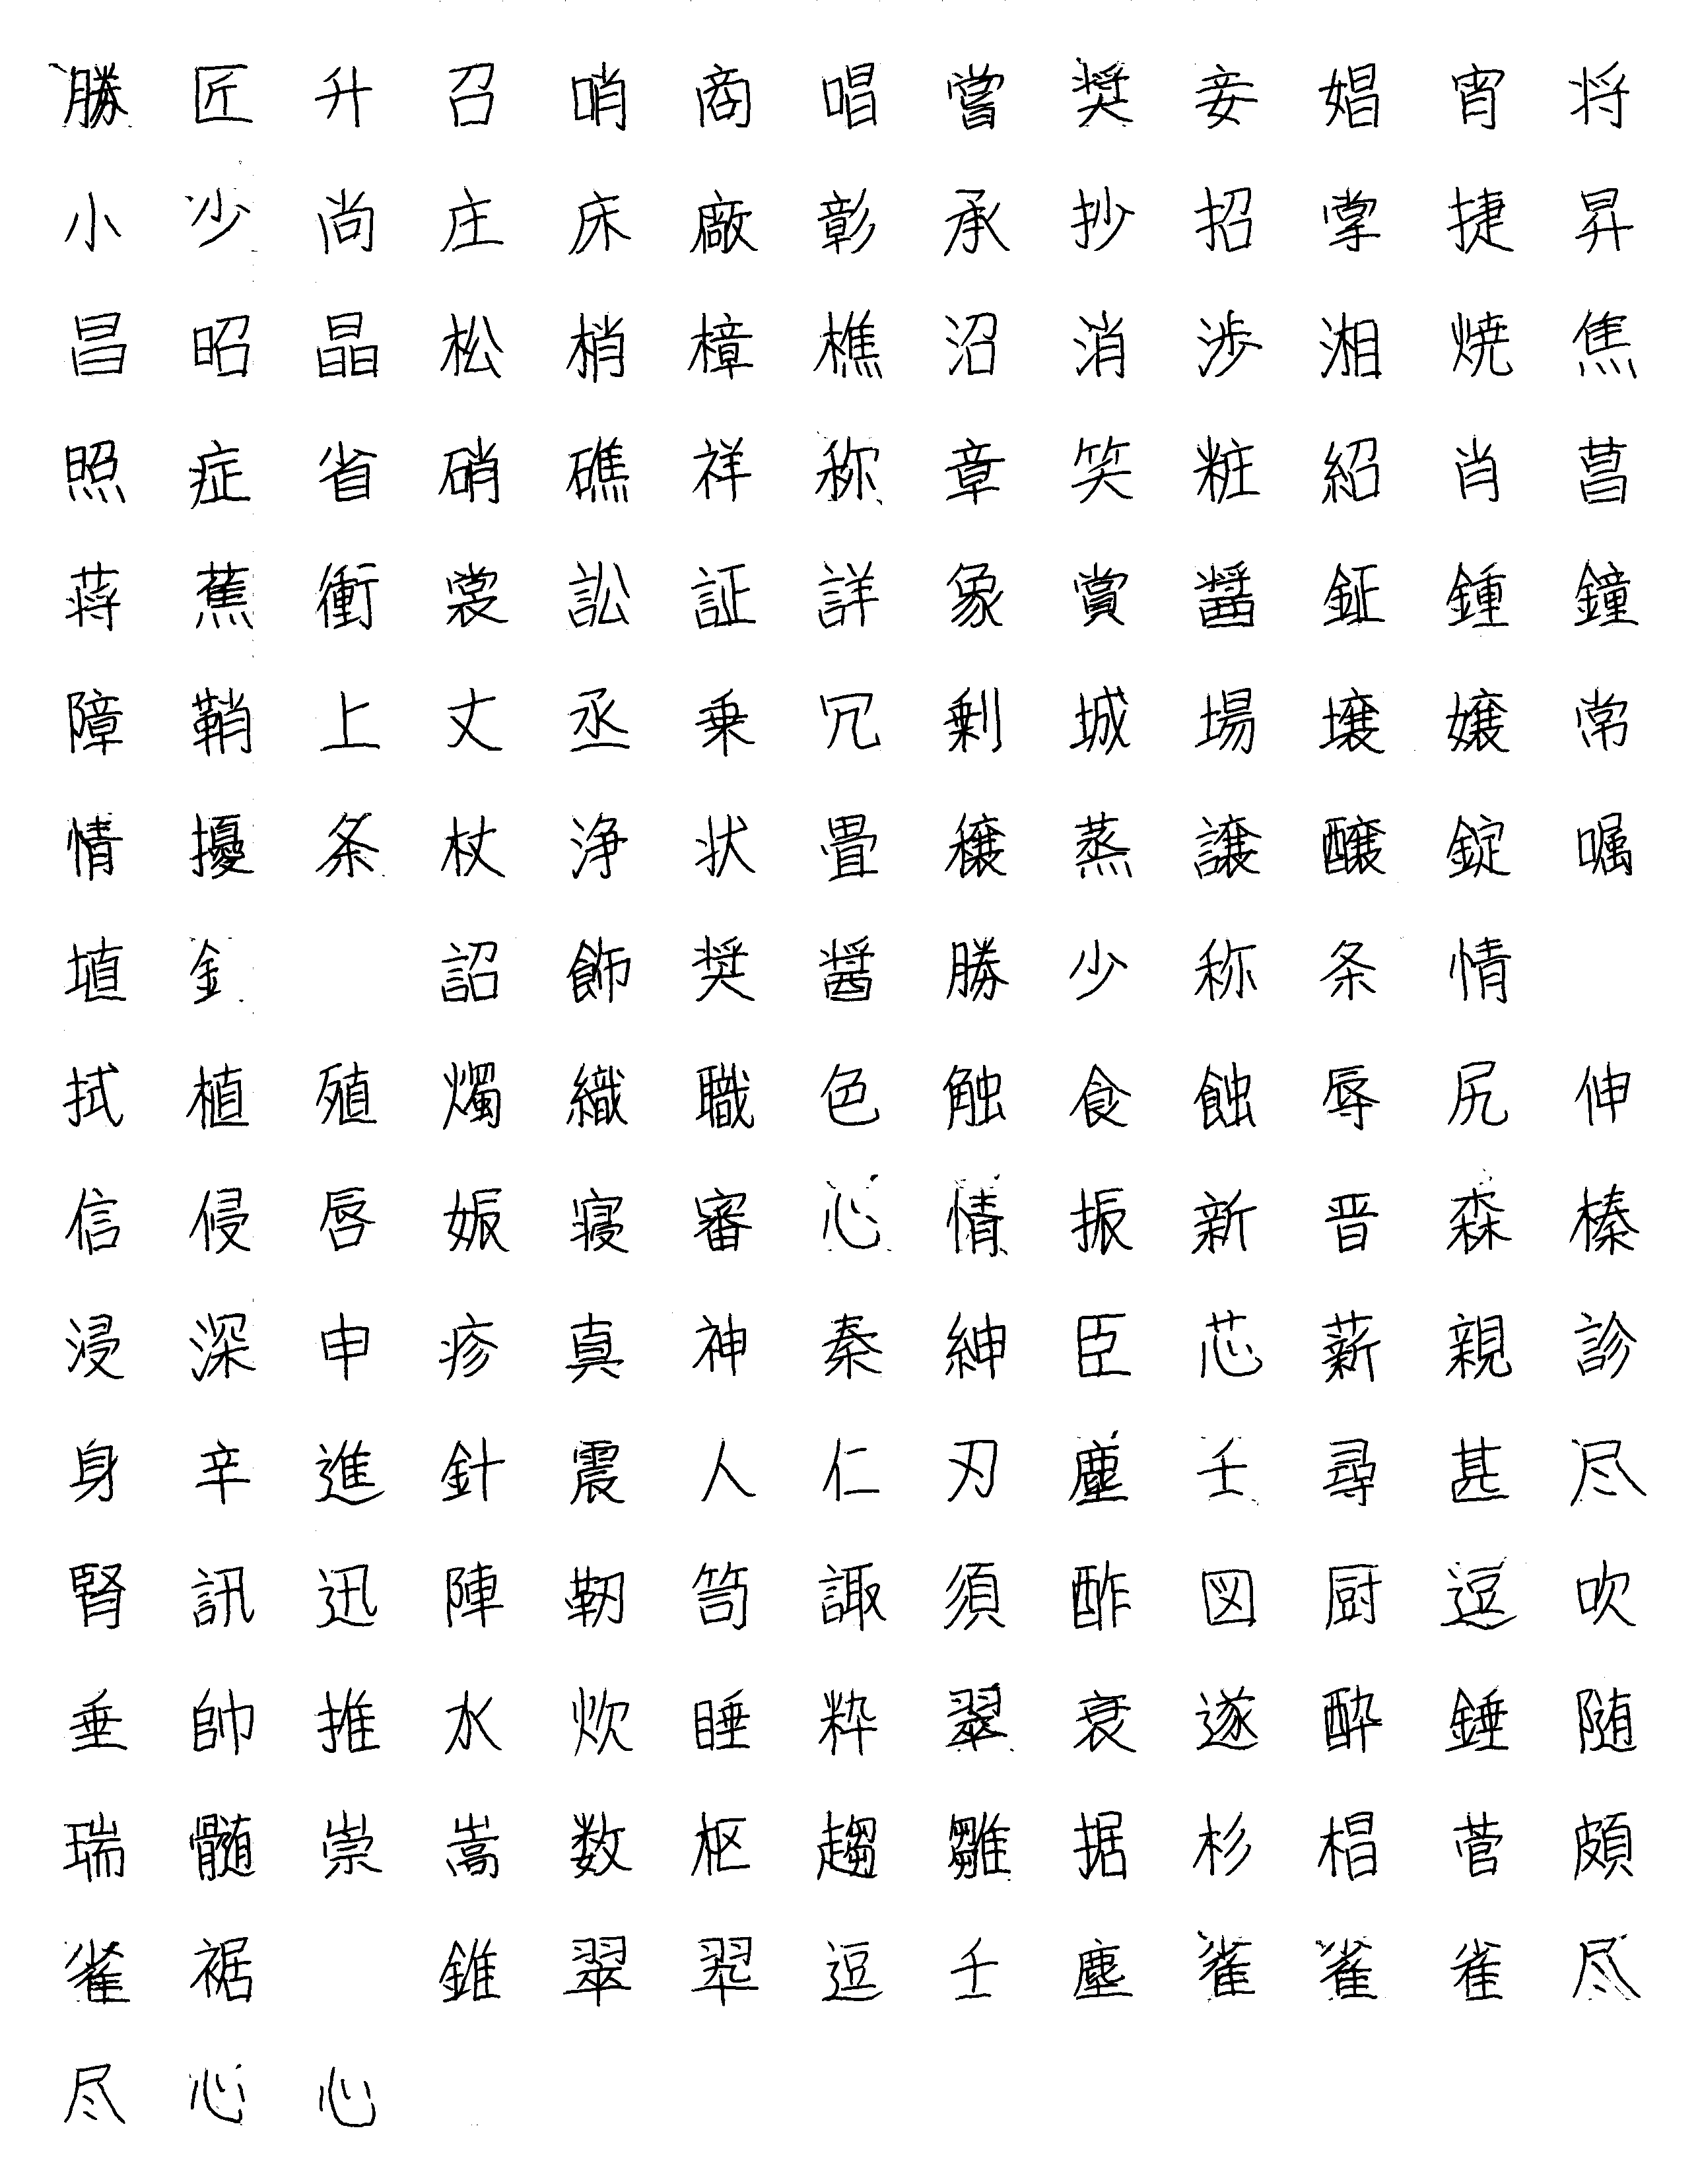 勝匠升召哨商唱嘗奨妾娼宵将
小少尚庄床廠彰承抄招掌捷昇
昌昭晶松梢樟樵沼消渉湘焼焦
照症省硝礁祥称章笑粧紹肖菖
蒋蕉衝裳訟証詳象賞醤鉦鍾鐘
障鞘上丈丞乗冗剰城場壌嬢常
情擾条杖浄状畳穣蒸譲醸錠嘱
埴 詔飾奨醤勝少称条情
拭植殖燭織職色触食蝕辱尻伸
信侵唇娠寝審心情振新晋森榛
浸深申疹真神秦紳臣芯薪親診
身辛進針震人仁刃塵壬尋甚尽
腎訊迅陣靭笥諏須酢図厨逗吹
垂帥推水炊睡粋翠衰遂酔錘随
瑞髄崇嵩数枢趨雛据杉椙菅頗
雀裾 錐翠翆逗壬塵雀雀雀尽
尽心心